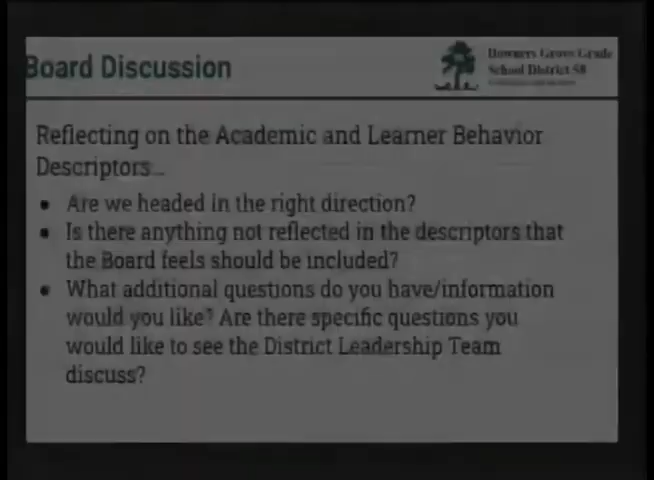 Board Discussion
Downers Grove Grade
School District 58
Reflecting on the Academic and Learner Behavior
Descriptors...
• Are we headed in the right direction?
• Is there anything not reflected in the descriptors that
the Board feels should be included?
• What additional questions do you have/information
would you like? Are there specific questions you
would like to see the District Leadership Team
discuss?